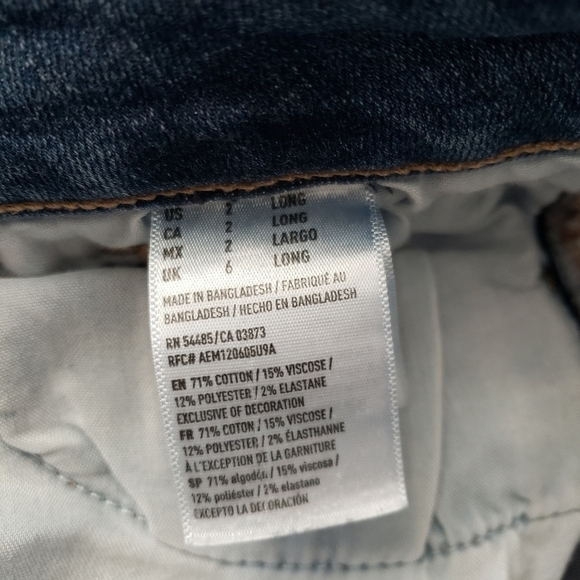 US 2 LONG
CA 2 LONG
MX 2 LARGO
UK 6 LONG
MADE IN BANGLADESH / FABRIQUÉ AU
BANGLADESH / HECHO EN BANGLADESH
RN 54485/CA 03873
RFC# AEM120605U9A
EN 71% COTTON / 15% VISCOSE /
12% POLYESTER / 2% ELASTANE
EXCLUSIVE OF DECORATION
FR 71% COTON / 15% VISCOSE /
12% POLYESTER / 2% ÉLASTHANNE
À L'EXCEPTION DE LA GARNITURE
SP 71% algodón / 15% viscosa /
12% poliéster / 2% elastano
EXCEPTO LA DECORACIÓN